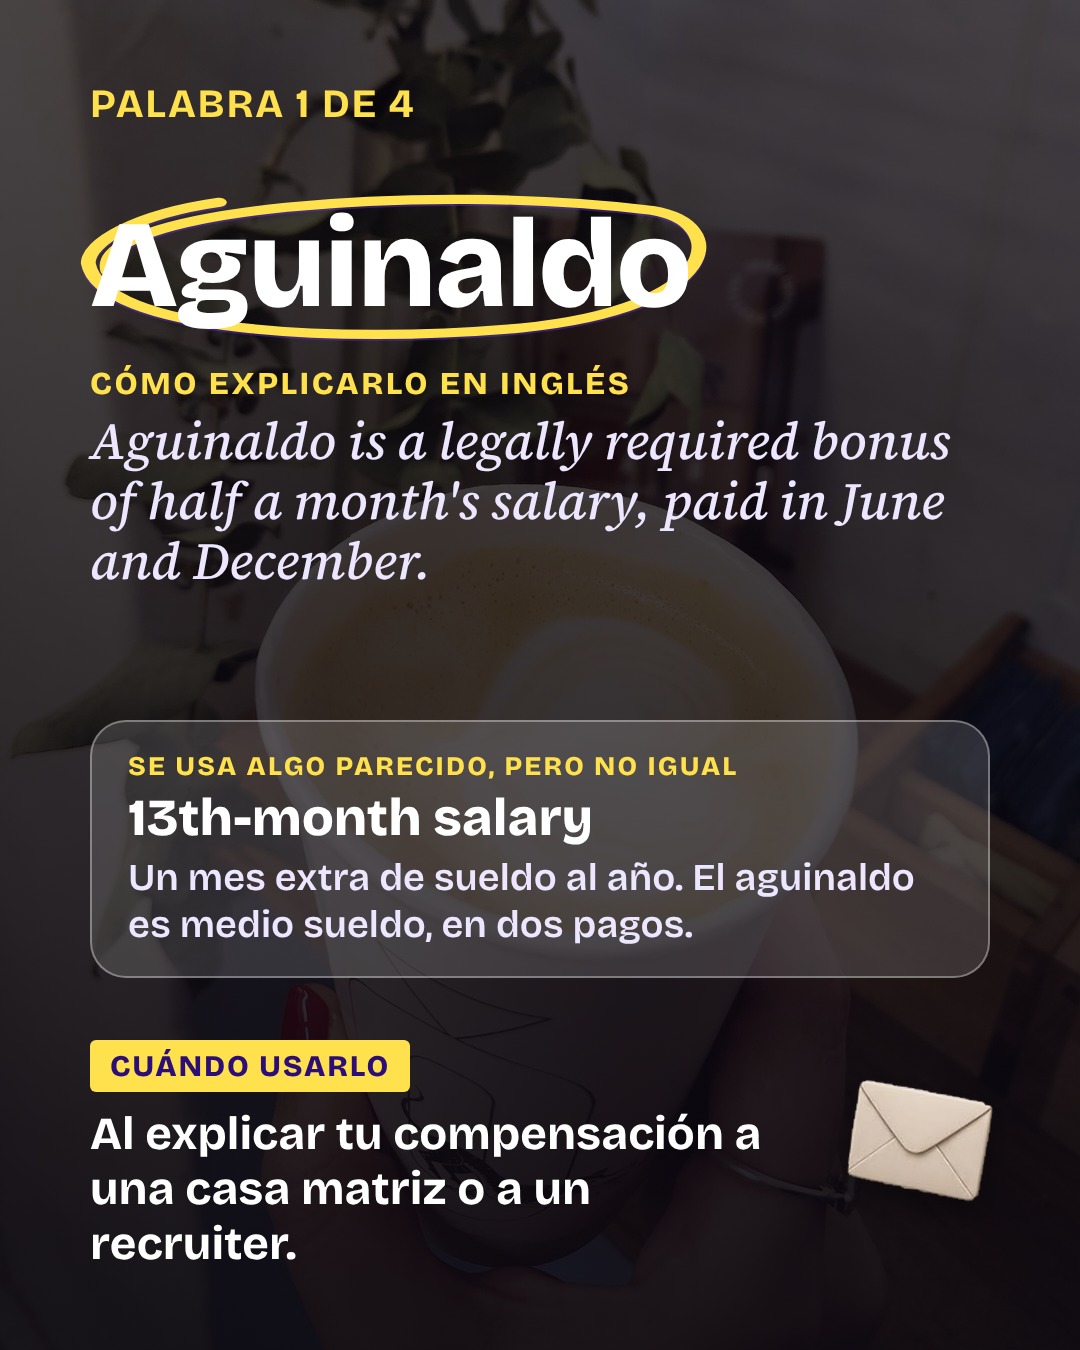 PALABRA 1 DE 4
Aguinaldo
CÓMO EXPLICARLO EN INGLÉS
Aguinaldo is a legally required bonus
of half a month's salary, paid in June
and December.
SE USA ALGO PARECIDO, PERO NO IGUAL
13th-month salary
Un mes extra de sueldo al año. El aguinaldo
es medio sueldo, en dos pagos.
CUÁNDO USARLO
Al explicar tu compensación a
una casa matriz o a un
recruiter.